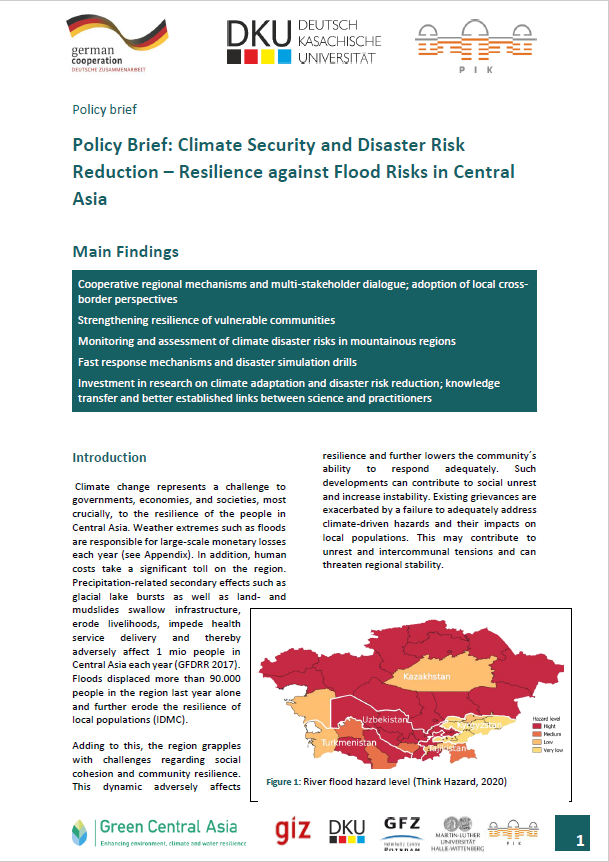 german
cooperation
DEUTSCHE ZUSAMMENARBEIT
DKU
DEUTSCH
KASACHISCHE
UNIVERSITÄT
P I K
Policy brief
Policy Brief: Climate Security and Disaster Risk
Reduction – Resilience against Flood Risks in Central
Asia
Main Findings
Cooperative regional mechanisms and multi-stakeholder dialogue; adoption of local cross-
border perspectives
Strengthening resilience of vulnerable communities
Monitoring and assessment of climate disaster risks in mountainous regions
Fast response mechanisms and disaster simulation drills
Investment in research on climate adaptation and disaster risk reduction; knowledge
transfer and better established links between science and practitioners
Introduction
Climate change represents a challenge to
governments, economies, and societies, most
crucially, to the resilience of the people in
Central Asia. Weather extremes such as floods
are responsible for large-scale monetary losses
each year (see Appendix). In addition, human
costs take a significant toll on the region.
Precipitation-related secondary effects such as
glacial lake bursts as well as land- and
mudslides swallow infrastructure,
erode livelihoods, impede health
service delivery and thereby
adversely affect 1 mio people in
Central Asia each year (GFDRR 2017).
Floods displaced more than 90.000
people in the region last year alone
and further erode the resilience of
local populations (IDMC).
Adding to this, the region grapples
with challenges regarding social
cohesion and community resilience.
This dynamic adversely affects
resilience and further lowers the community´s
ability to respond adequately. Such
developments can contribute to social unrest
and increase instability. Existing grievances are
exacerbated by a failure to adequately address
climate-driven hazards and their impacts on
local populations. This may contribute to
unrest and intercommunal tensions and can
threaten regional stability.
Kazakhstan
Uzbekistan
Turkmenistan
Hazard level
Hight
Medium
Low
Very low
Figure 1: River flood hazard level (Think Hazard, 2020)
Green Central Asia
Enhancing environment, climate and water resilience
giz
DKU
GFZ
Helmholtz Centre
POTSDAM
MARTIN-LUTHER
UNIVERSITÄT
HALLE-WITTENBERG
P I K
1